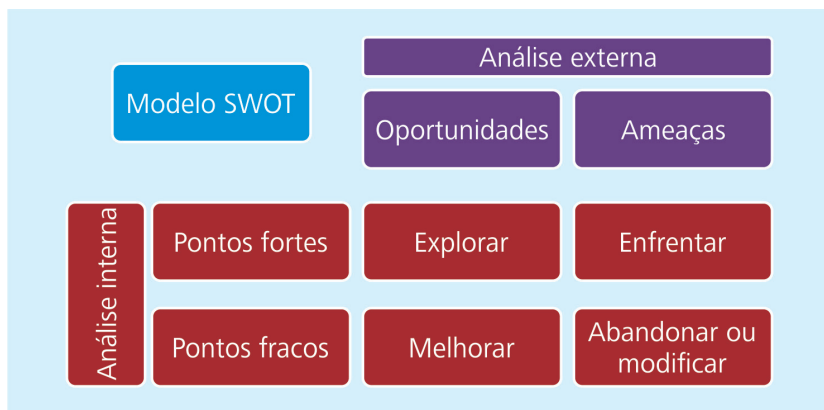 Análise externa
Modelo SWOT
Oportunidades
Ameaças
Análise interna
Pontos fortes
Explorar
Enfrentar
Pontos fracos
Melhorar
Abandonar ou
modificar